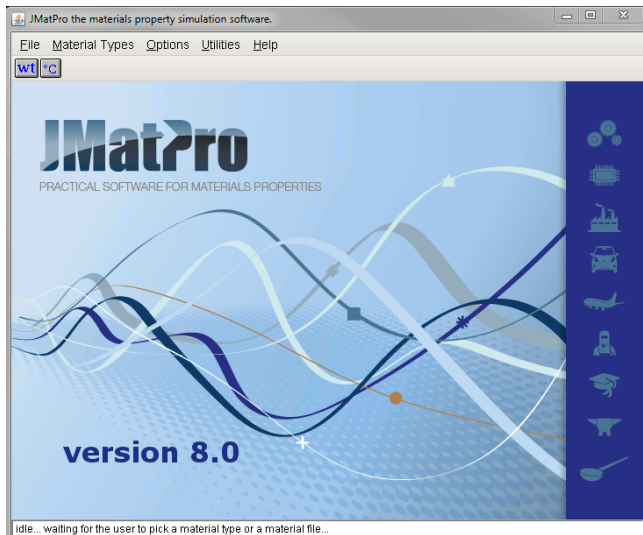 JMatPro the materials property simulation software.
File Material Types Options Utilities Help
wt °C
JMatPro
PRACTICAL SOFTWARE FOR MATERIALS PROPERTIES
version 8.0
idle... waiting for the user to pick a material type or a material file...